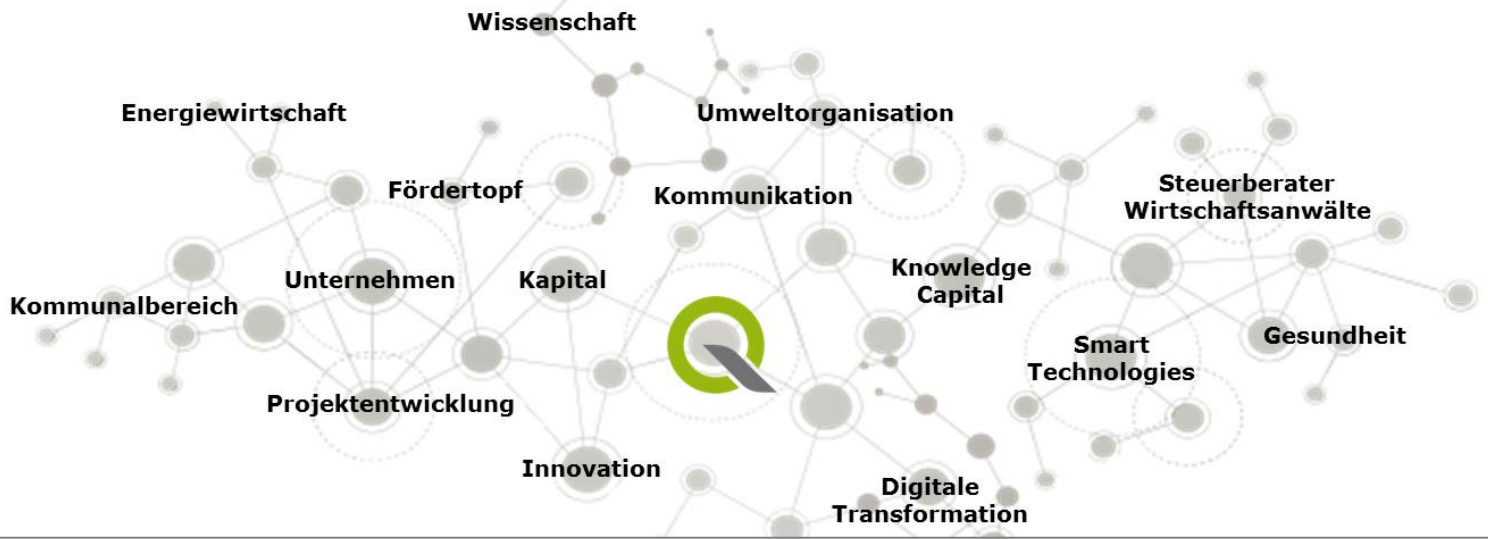 Wissenschaft
Energiewirtschaft
Umweltorganisation
Fördertopf
Kommunikation
Steuerberater
Wirtschaftsanwälte
Unternehmen
Kapital
Knowledge
Capital
Kommunalbereich
Gesundheit
Smart
Technologies
Projektentwicklung
Innovation
Digitale
Transformation